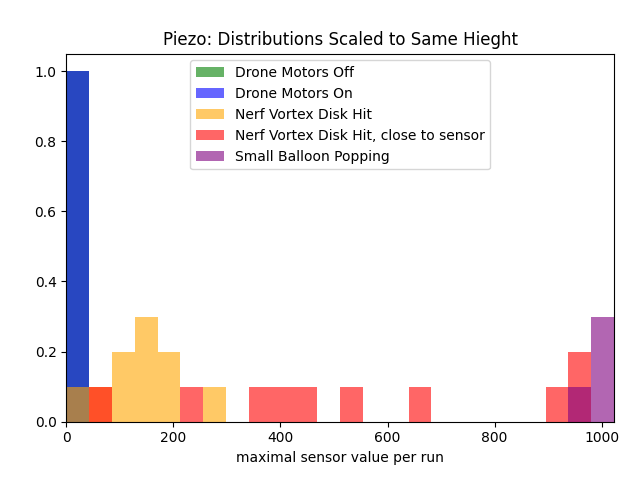 Piezo: Distributions Scaled to Same Hieght
Drone Motors Off
Drone Motors On
Nerf Vortex Disk Hit
Nerf Vortex Disk Hit, close to sensor
Small Balloon Popping
1.0
0.8
0.6
0.4
0.2
0.0
0 200 400 600 800 1000
maximal sensor value per run